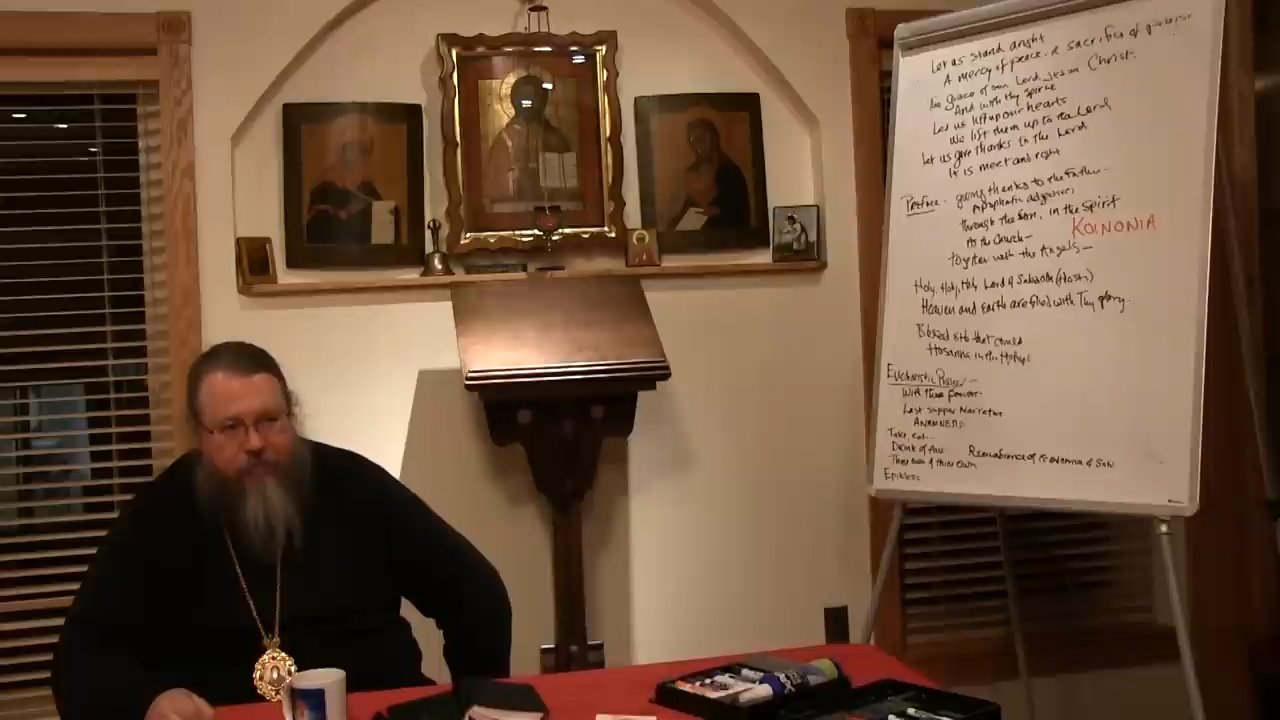 Let us stand aright
A mercy of peace, a sacrifice of praise
The grace of our Lord Jesus Christ.
And with thy spirit
Let us lift up our hearts
We lift them up to the Lord
Let us give thanks to the Lord
It is meet and right
Preface - giving thanks to the Father -
Apophatic adjectives
through the Son, in the Spirit
KOINONIA
As the Church -
together with the Angels -
Holy, Holy, Holy Lord of Sabaoth (Hosts)
Heaven and Earth are filled with Thy glory.
Blessed is He that comes
Hosanna in the Highest
Eucharistic Prayer -
With these powers -
Last Supper Narrative
ANAMNESIS
Take, eat..
Drink of this
Thine own of thine own
Remembrance of Economia of Son
Epiklesis